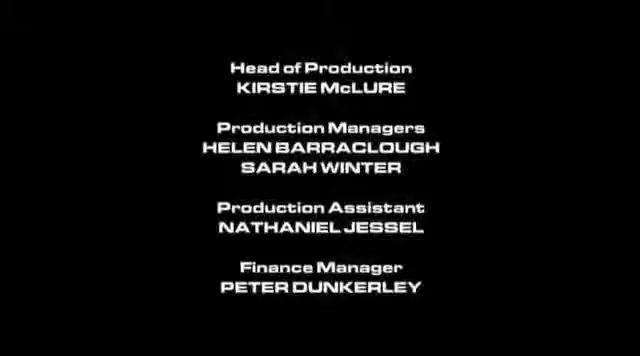 Head of Production
KIRSTIE McLURE
Production Managers
HELEN BARRACLOUGH
SARAH WINTER
Production Assistant
NATHANIEL JESSEL
Finance Manager
PETER DUNKERLEY